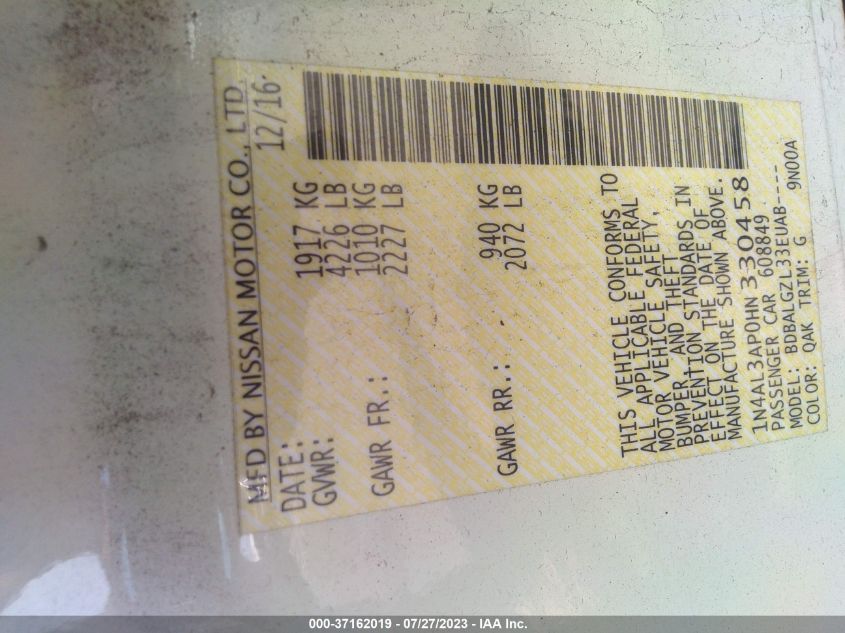 MFD BY NISSAN MOTOR CO., LTD.
DATE: 12/16
GVWR: 1917 KG
4226 LB
GAWR FR.: 1010 KG
2227 LB
GAWR RR.: 940 KG
2072 LB
THIS VEHICLE CONFORMS TO
ALL APPLICABLE FEDERAL
MOTOR VEHICLE SAFETY,
BUMPER AND THEFT
PREVENTION STANDARDS IN
EFFECT ON THE DATE OF
MANUFACTURE SHOWN ABOVE.
1N4AL3AP0HN330458
PASSENGER CAR 608849
MODEL: BDBALGZL33EUAB----
COLOR: QAK TRIM: G 9N00A
000-37162019 - 07/27/2023 - IAA Inc.